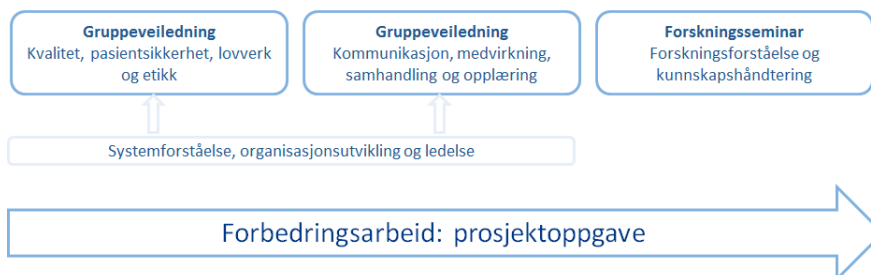 Gruppeveiledning
Kvalitet, pasientsikkerhet, lovverk
og etikk
Gruppeveiledning
Kommunikasjon, medvirkning,
samhandling og opplæring
Forskningsseminar
Forskningsforståelse og
kunnskapshåndtering
Systemforståelse, organisasjonsutvikling og ledelse
Forbedringsarbeid: prosjektoppgave